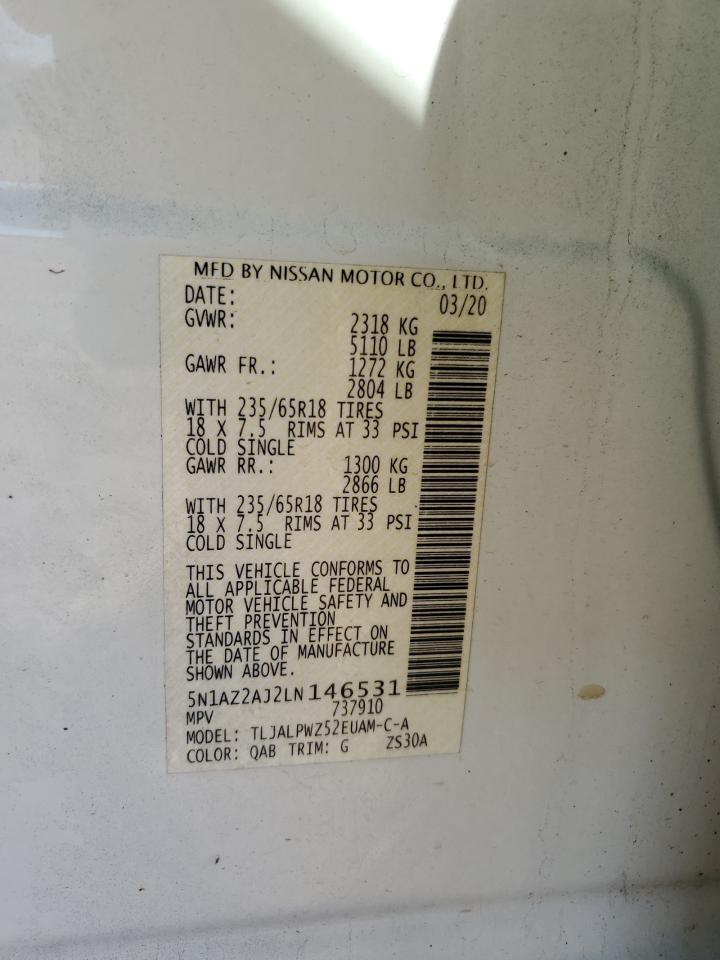 MFD BY NISSAN MOTOR CO., LTD.
DATE: 03/20
GVWR: 2318 KG
5110 LB
GAWR FR.: 1272 KG
2804 LB
WITH 235/65R18 TIRES
18 X 7.5 RIMS AT 33 PSI
COLD SINGLE
GAWR RR.: 1300 KG
2866 LB
WITH 235/65R18 TIRES
18 X 7.5 RIMS AT 33 PSI
COLD SINGLE
THIS VEHICLE CONFORMS TO
ALL APPLICABLE FEDERAL
MOTOR VEHICLE SAFETY AND
THEFT PREVENTION
STANDARDS IN EFFECT ON
THE DATE OF MANUFACTURE
SHOWN ABOVE.
5N1AZ2AJ2LN146531
MPV 737910
MODEL: TLJALPWZ52EUAM-C-A
COLOR: QAB TRIM: G ZS30A